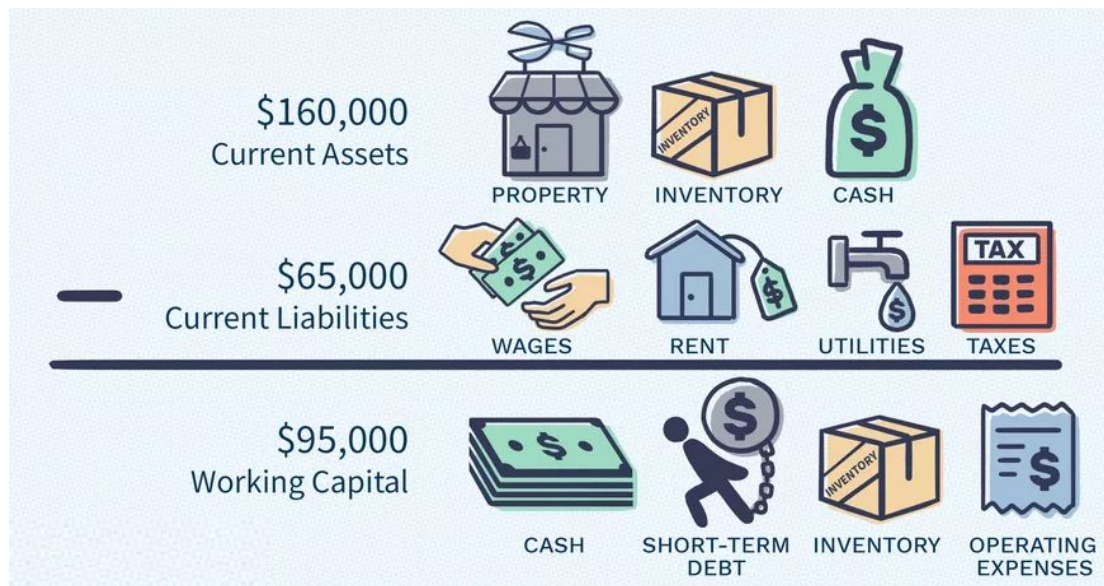 $160,000
Current Assets
INVENTORY
$
PROPERTY INVENTORY CASH
$65,000
Current Liabilities
$
$
$
$
TAX
WAGES RENT UTILITIES TAXES
$95,000
Working Capital
$
$
INVENTORY
$
CASH SHORT-TERM DEBT INVENTORY OPERATING EXPENSES